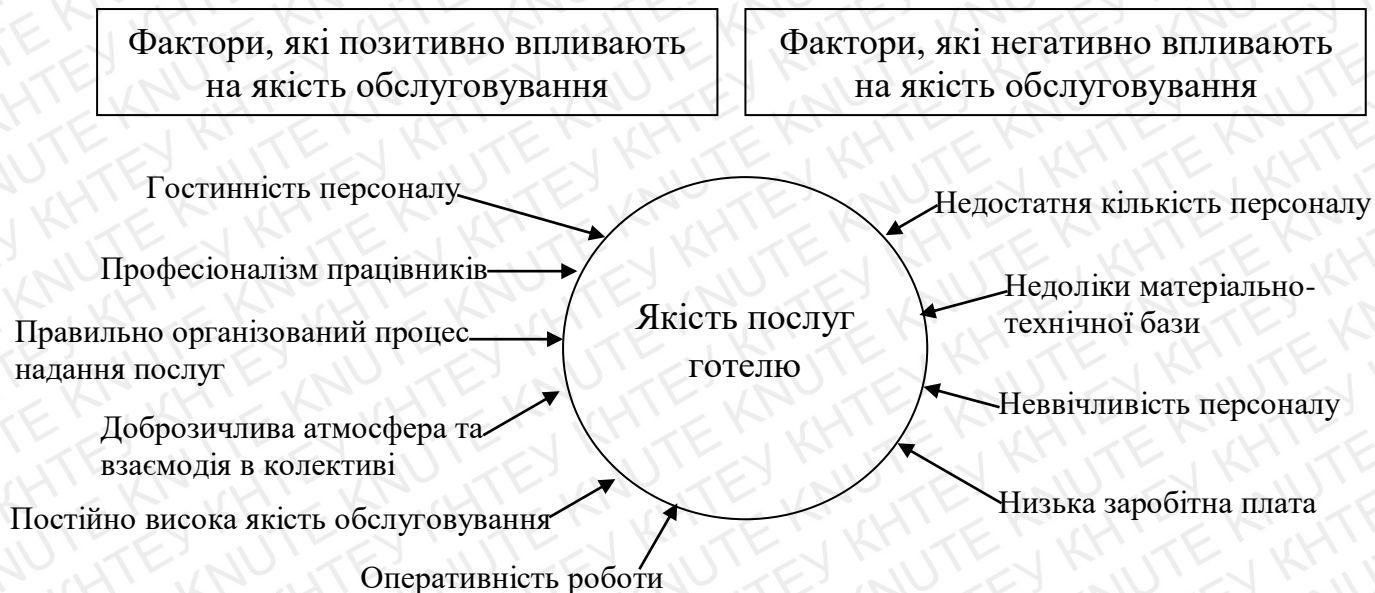 Фактори, які позитивно впливають
на якість обслуговування
Фактори, які негативно впливають
на якість обслуговування
Гостинність персоналу
Професіоналізм працівників
Правильно організований процес
надання послуг
Доброзичлива атмосфера та
взаємодія в колективі
Постійно висока якість обслуговування
Оперативність роботи
Якість послуг
готелю
Недостатня кількість персоналу
Недоліки матеріально-
технічної бази
Неввічливість персоналу
Низька заробітна плата